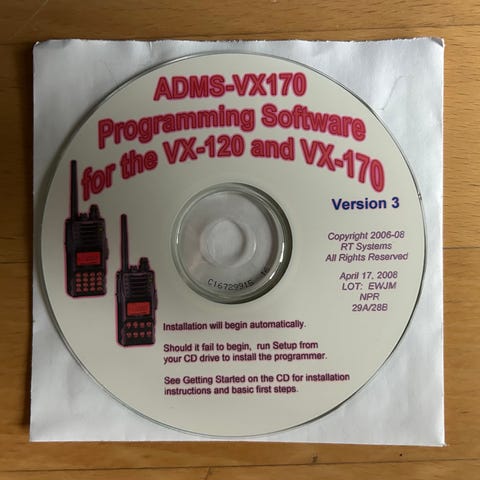 ADMS-VX170
Programming Software
for the VX-120 and VX-170
Version 3
Copyright 2006-08
RT Systems
All Rights Reserved
April 17, 2008
LOT: EWJM
NPR
29A/28B
Installation will begin automatically.
Should it fail to begin, run Setup from
your CD drive to install the programmer.
See Getting Started on the CD for installation
instructions and basic first steps.